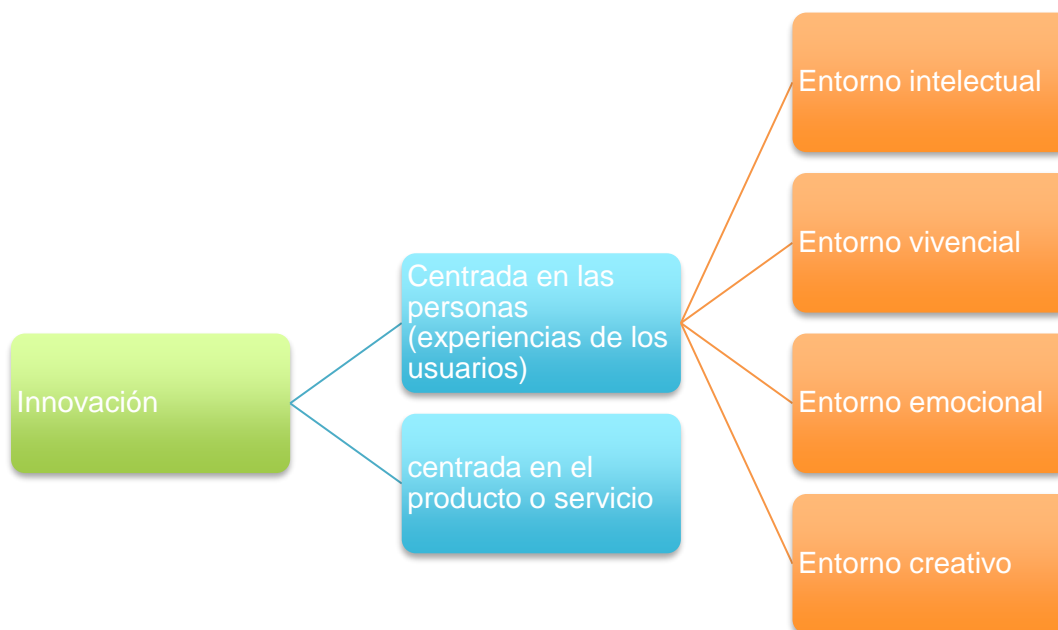 Innovación
Centrada en las
personas
(experiencias de los
usuarios)
centrada en el
producto o servicio
Entorno intelectual
Entorno vivencial
Entorno emocional
Entorno creativo